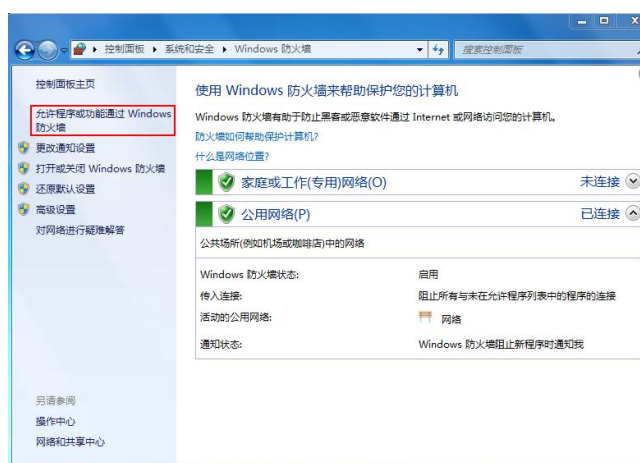 控制面板 ▸ 系统和安全 ▸ Windows 防火墙
搜索控制面板
控制面板主页
允许程序或功能通过 Windows
防火墙
更改通知设置
打开或关闭 Windows 防火墙
还原默认设置
高级设置
对网络进行疑难解答
另请参阅
操作中心
网络和共享中心
使用 Windows 防火墙来帮助保护您的计算机
Windows 防火墙有助于防止黑客或恶意软件通过 Internet 或网络访问您的计算机。
防火墙如何帮助保护计算机?
什么是网络位置?
家庭或工作(专用)网络(O) 未连接
公用网络(P) 已连接
公共场所(例如机场或咖啡店)中的网络
Windows 防火墙状态: 启用
传入连接: 阻止所有与未在允许程序列表中的程序的连接
活动的公用网络: 网络
通知状态: Windows 防火墙阻止新程序时通知我